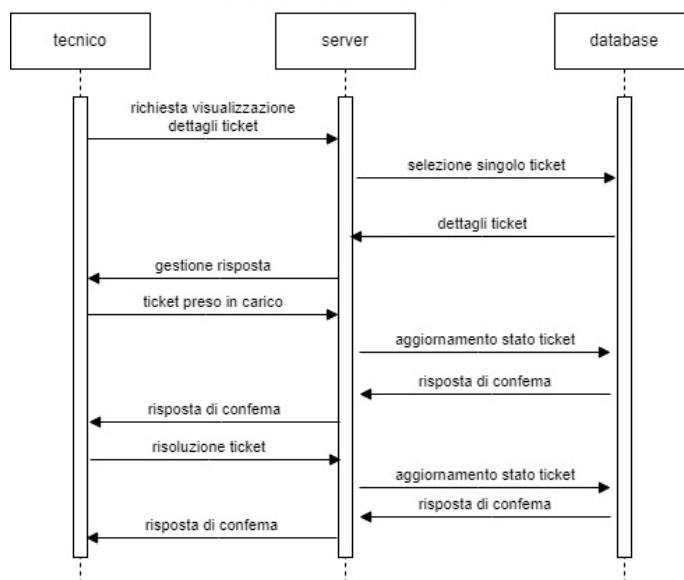 tecnico
server
database
richiesta visualizzazione
dettagli ticket
selezione singolo ticket
dettagli ticket
gestione risposta
ticket preso in carico
aggiornamento stato ticket
risposta di confema
risposta di confema
risoluzione ticket
aggiornamento stato ticket
risposta di confema
risposta di confema